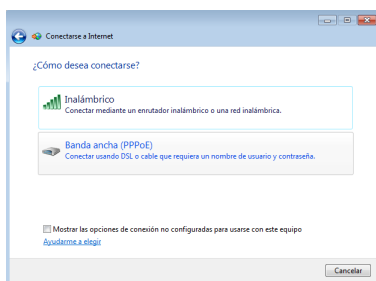 Conectarse a Internet
¿Cómo desea conectarse?
Inalámbrico
Conectar mediante un enrutador inalámbrico o una red inalámbrica.
Banda ancha (PPPoE)
Conectar usando DSL o cable que requiera un nombre de usuario y contraseña.
Mostrar las opciones de conexión no configuradas para usarse con este equipo
Ayudarme a elegir
Cancelar